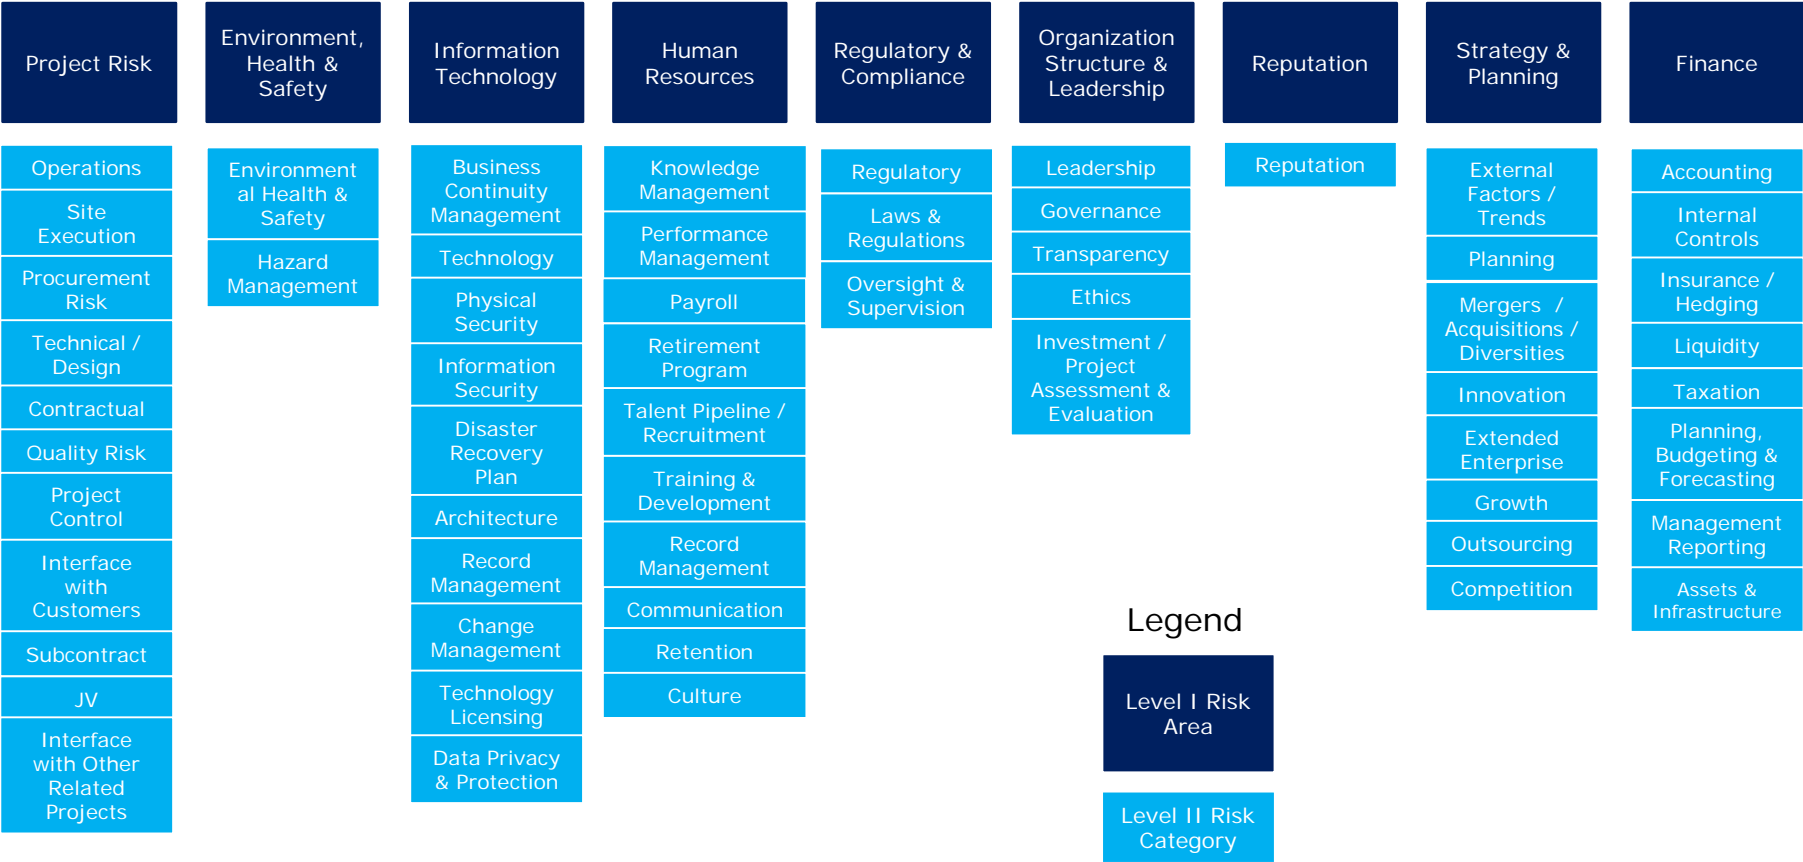 Project Risk
Environment,
Health &
Safety
Information
Technology
Human
Resources
Regulatory &
Compliance
Organization
Structure &
Leadership
Reputation
Strategy &
Planning
Finance
Operations
Site
Execution
Procurement
Risk
Technical /
Design
Contractual
Quality Risk
Project
Control
Interface
with
Customers
Subcontract
JV
Interface
with Other
Related
Projects
Environment
al Health &
Safety
Hazard
Management
Business
Continuity
Management
Technology
Physical
Security
Information
Security
Disaster
Recovery
Plan
Architecture
Record
Management
Change
Management
Technology
Licensing
Data Privacy
& Protection
Knowledge
Management
Performance
Management
Payroll
Retirement
Program
Talent Pipeline /
Recruitment
Training &
Development
Record
Management
Communication
Retention
Culture
Regulatory
Laws &
Regulations
Oversight &
Supervision
Leadership
Governance
Transparency
Ethics
Investment /
Project
Assessment &
Evaluation
Reputation
External
Factors /
Trends
Planning
Mergers /
Acquisitions /
Diversities
Innovation
Extended
Enterprise
Growth
Outsourcing
Competition
Accounting
Internal
Controls
Insurance /
Hedging
Liquidity
Taxation
Planning,
Budgeting &
Forecasting
Management
Reporting
Assets &
Infrastructure
Legend
Level I Risk
Area
Level II Risk
Category